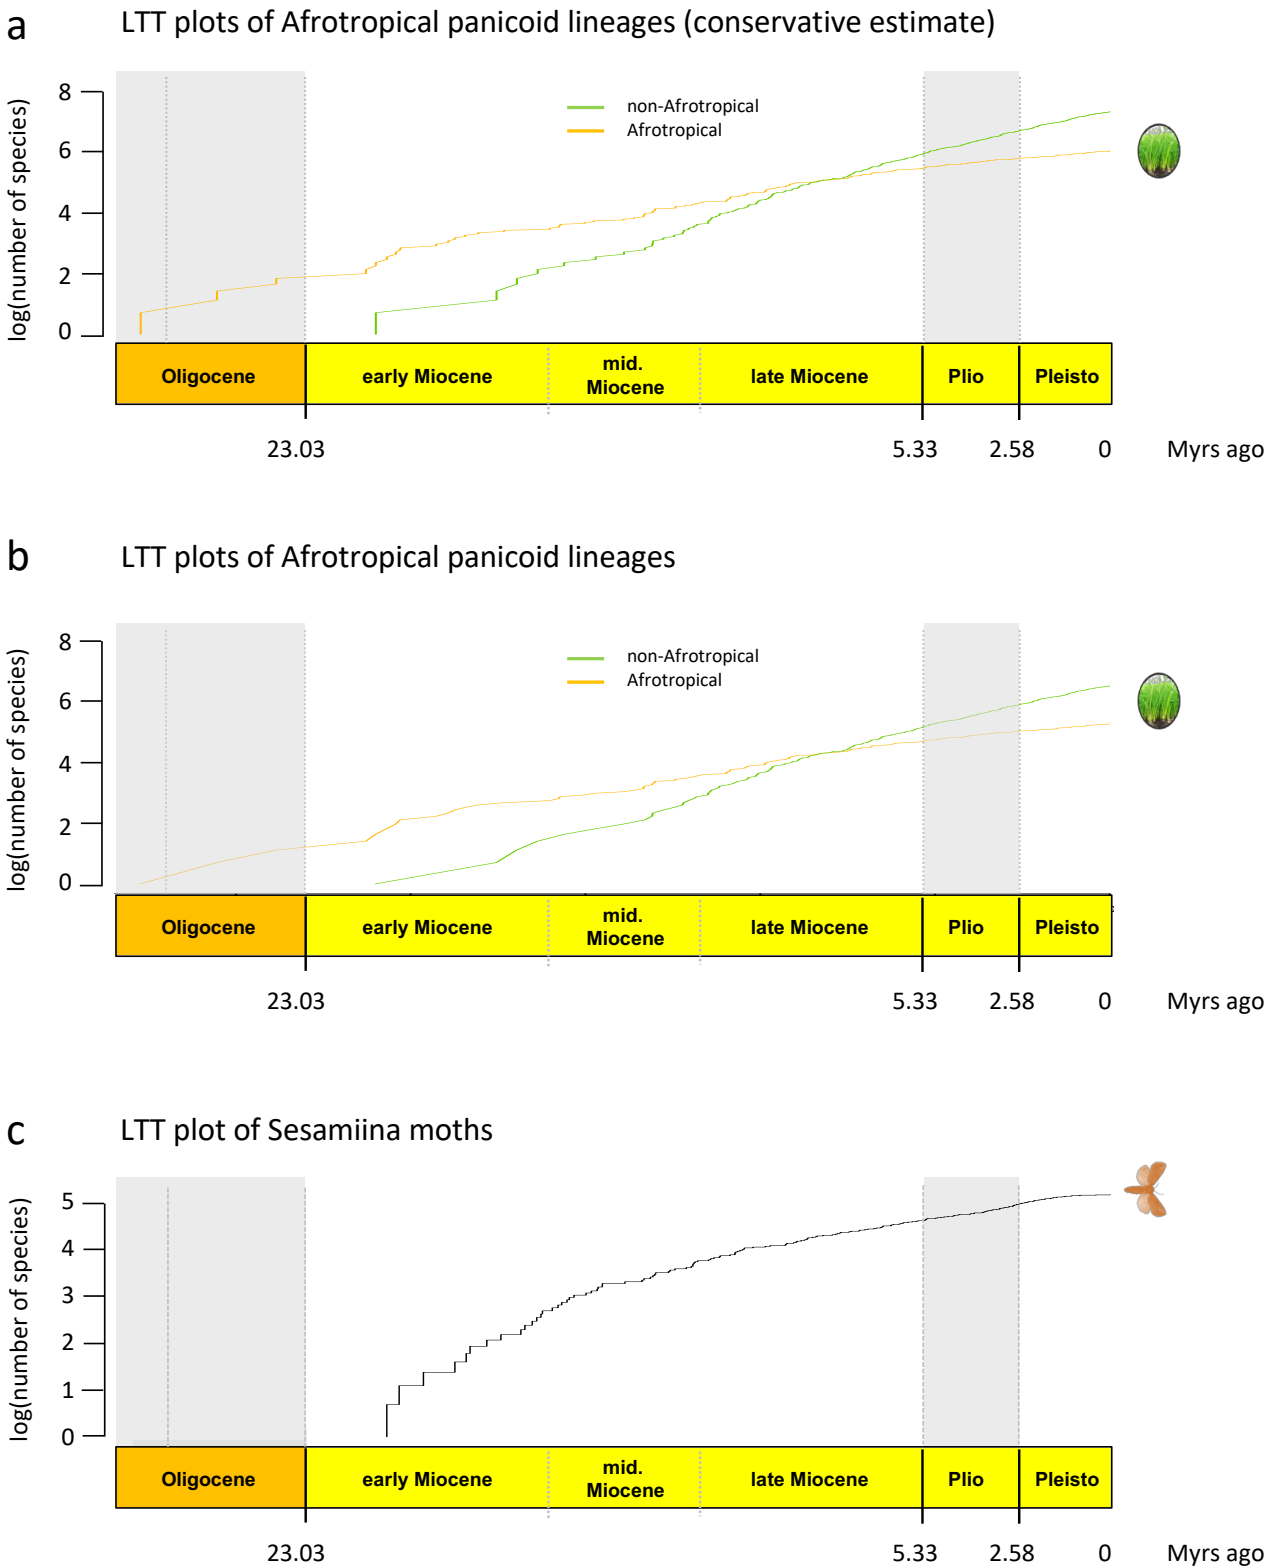 a
LTT plots of Afrotropical panicoid lineages (conservative estimate)
log(number of species)
8
6
4
2
0
non-Afrotropical
Afrotropical
Oligocene
early Miocene
mid.
Miocene
late Miocene
Plio
Pleisto
23.03
5.33
2.58
0
Myrs ago
b
LTT plots of Afrotropical panicoid lineages
log(number of species)
8
6
4
2
0
non-Afrotropical
Afrotropical
Oligocene
early Miocene
mid.
Miocene
late Miocene
Plio
Pleisto
23.03
5.33
2.58
0
Myrs ago
c
LTT plot of Sesamiina moths
log(number of species)
5
4
3
2
1
0
Oligocene
early Miocene
mid.
Miocene
late Miocene
Plio
Pleisto
23.03
5.33
2.58
0
Myrs ago